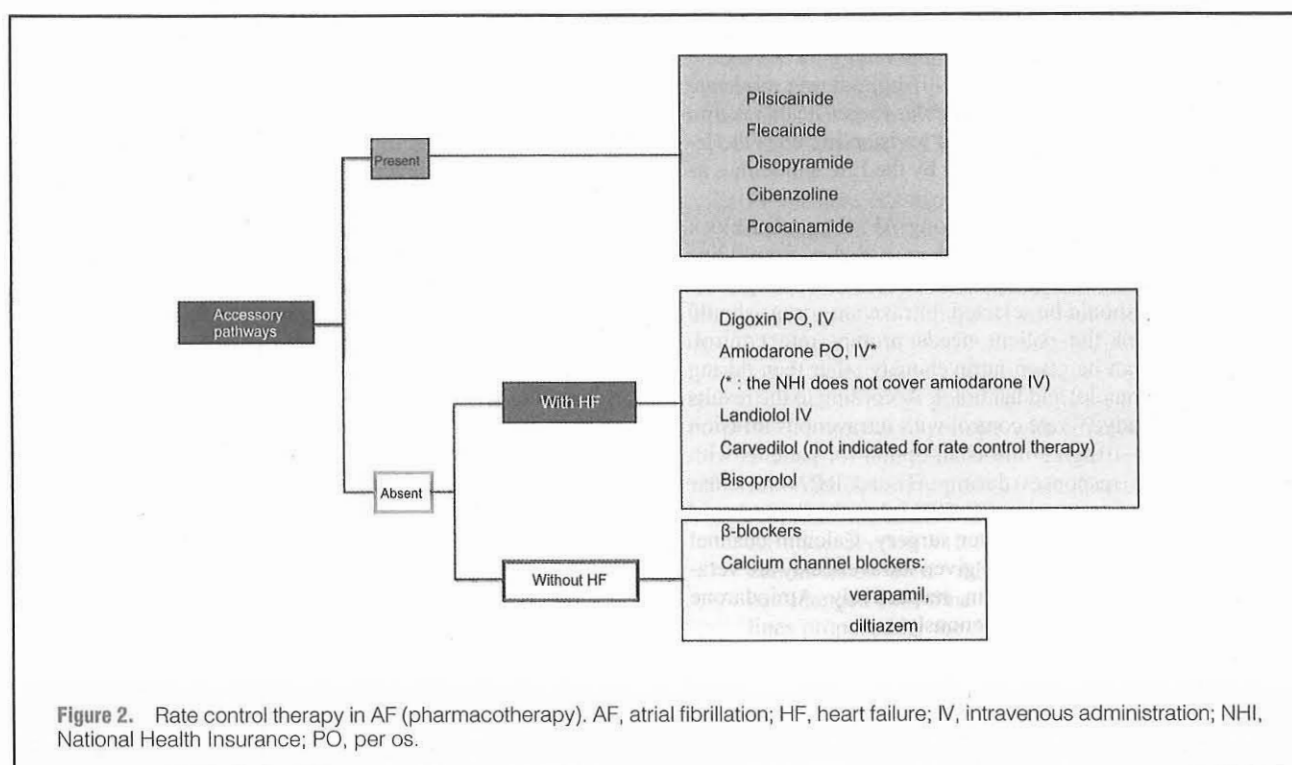 Pilsicainide
Flecainide
Disopyramide
Cibenzoline
Procainamide
Present
Accessory
pathways
Digoxin PO, IV
Amiodarone PO, IV*
(* : the NHI does not cover amiodarone IV)
Landiolol IV
Carvedilol (not indicated for rate control therapy)
Bisoprolol
With HF
Absent
β-blockers
Calcium channel blockers:
verapamil,
diltiazem
Without HF
Figure 2. Rate control therapy in AF (pharmacotherapy). AF, atrial fibrillation; HF, heart failure; IV, intravenous administration; NHI,
National Health Insurance; PO, per os.